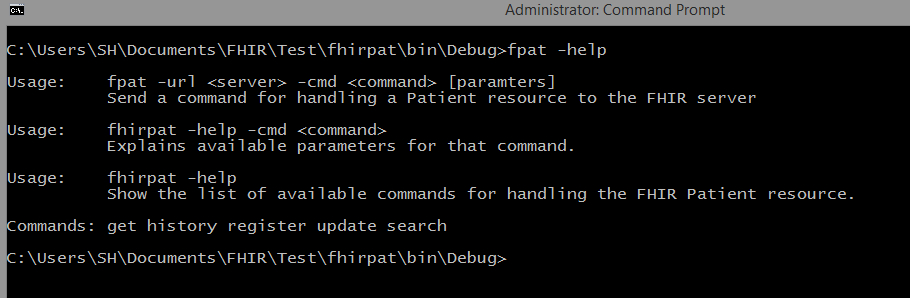 Administrator: Command Prompt
C:\Users\SH\Documents\FHIR\Test\fhirpat\bin\Debug>fpat -help
Usage: fpat -url <server> -cmd <command> [paramters]
Send a command for handling a Patient resource to the FHIR server
Usage: fhirpat -help -cmd <command>
Explains available parameters for that command.
Usage: fhirpat -help
Show the list of available commands for handling the FHIR Patient resource.
Commands: get history register update search
C:\Users\SH\Documents\FHIR\Test\fhirpat\bin\Debug>